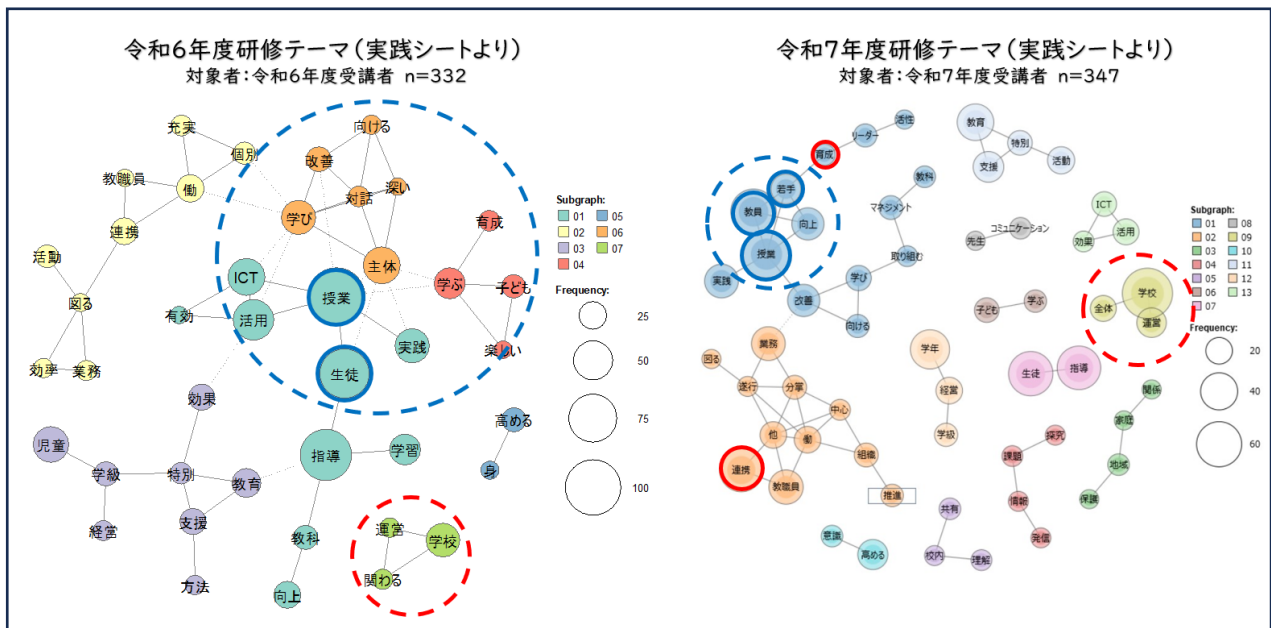 令和6年度研修テーマ(実践シートより)
対象者:令和6年度受講者 n=332
充実
個別
向ける
改善
教職員
働
深い
対話
学び
連携
育成
主体
活動
ICT
学ぶ
子ども
授業
図る
有効
活用
実践
楽しい
効率
業務
生徒
効果
高める
児童
指導
学習
身
学級
特別
教育
経営
支援
教科
運営
学校
関わる
方法
向上
Subgraph:
01
05
02
06
03
07
04
Frequency:
25
50
75
100
令和7年度研修テーマ(実践シートより)
対象者:令和7年度受講者 n=347
活性
リーダー
育成
教育
特別
支援
活動
若手
教科
教員
マネジメント
向上
コミュニケーション
先生
ICT
活用
効果
授業
取り組む
実践
学び
改善
向ける
子ども
学ぶ
学校
全体
運営
業務
図る
遂行
分掌
中心
他
働
組織
連携
教職員
推進
学年
経営
学級
生徒
指導
関係
家庭
地域
保護
探究
課題
情報
発信
共有
校内
理解
意識
高める
Subgraph:
01
08
02
09
03
10
04
11
05
12
06
13
07
Frequency:
20
40
60